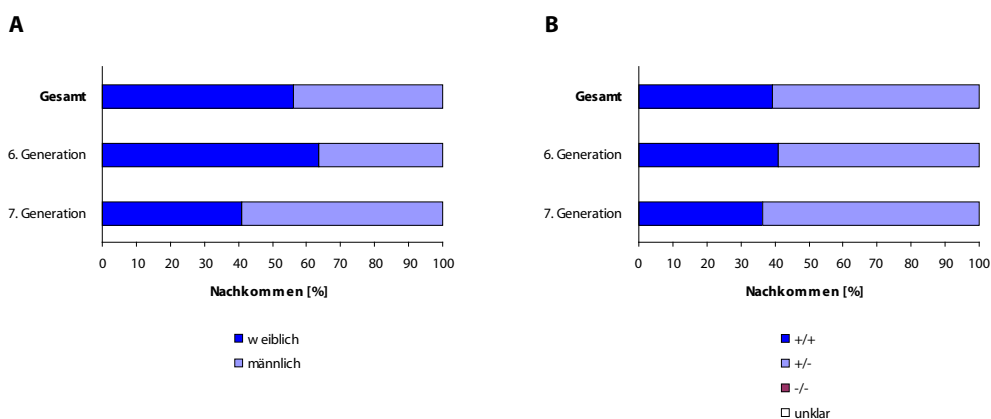 A
Gesamt
6. Generation
7. Generation
0 10 20 30 40 50 60 70 80 90 100
Nachkommen [%]
w eiblich
männlich
B
Gesamt
6. Generation
7. Generation
0 10 20 30 40 50 60 70 80 90 100
Nachkommen [%]
+/+
+/-
-/-
unklar